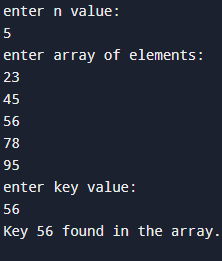 enter n value:
5
enter array of elements:
23
45
56
78
95
enter key value:
56
Key 56 found in the array.